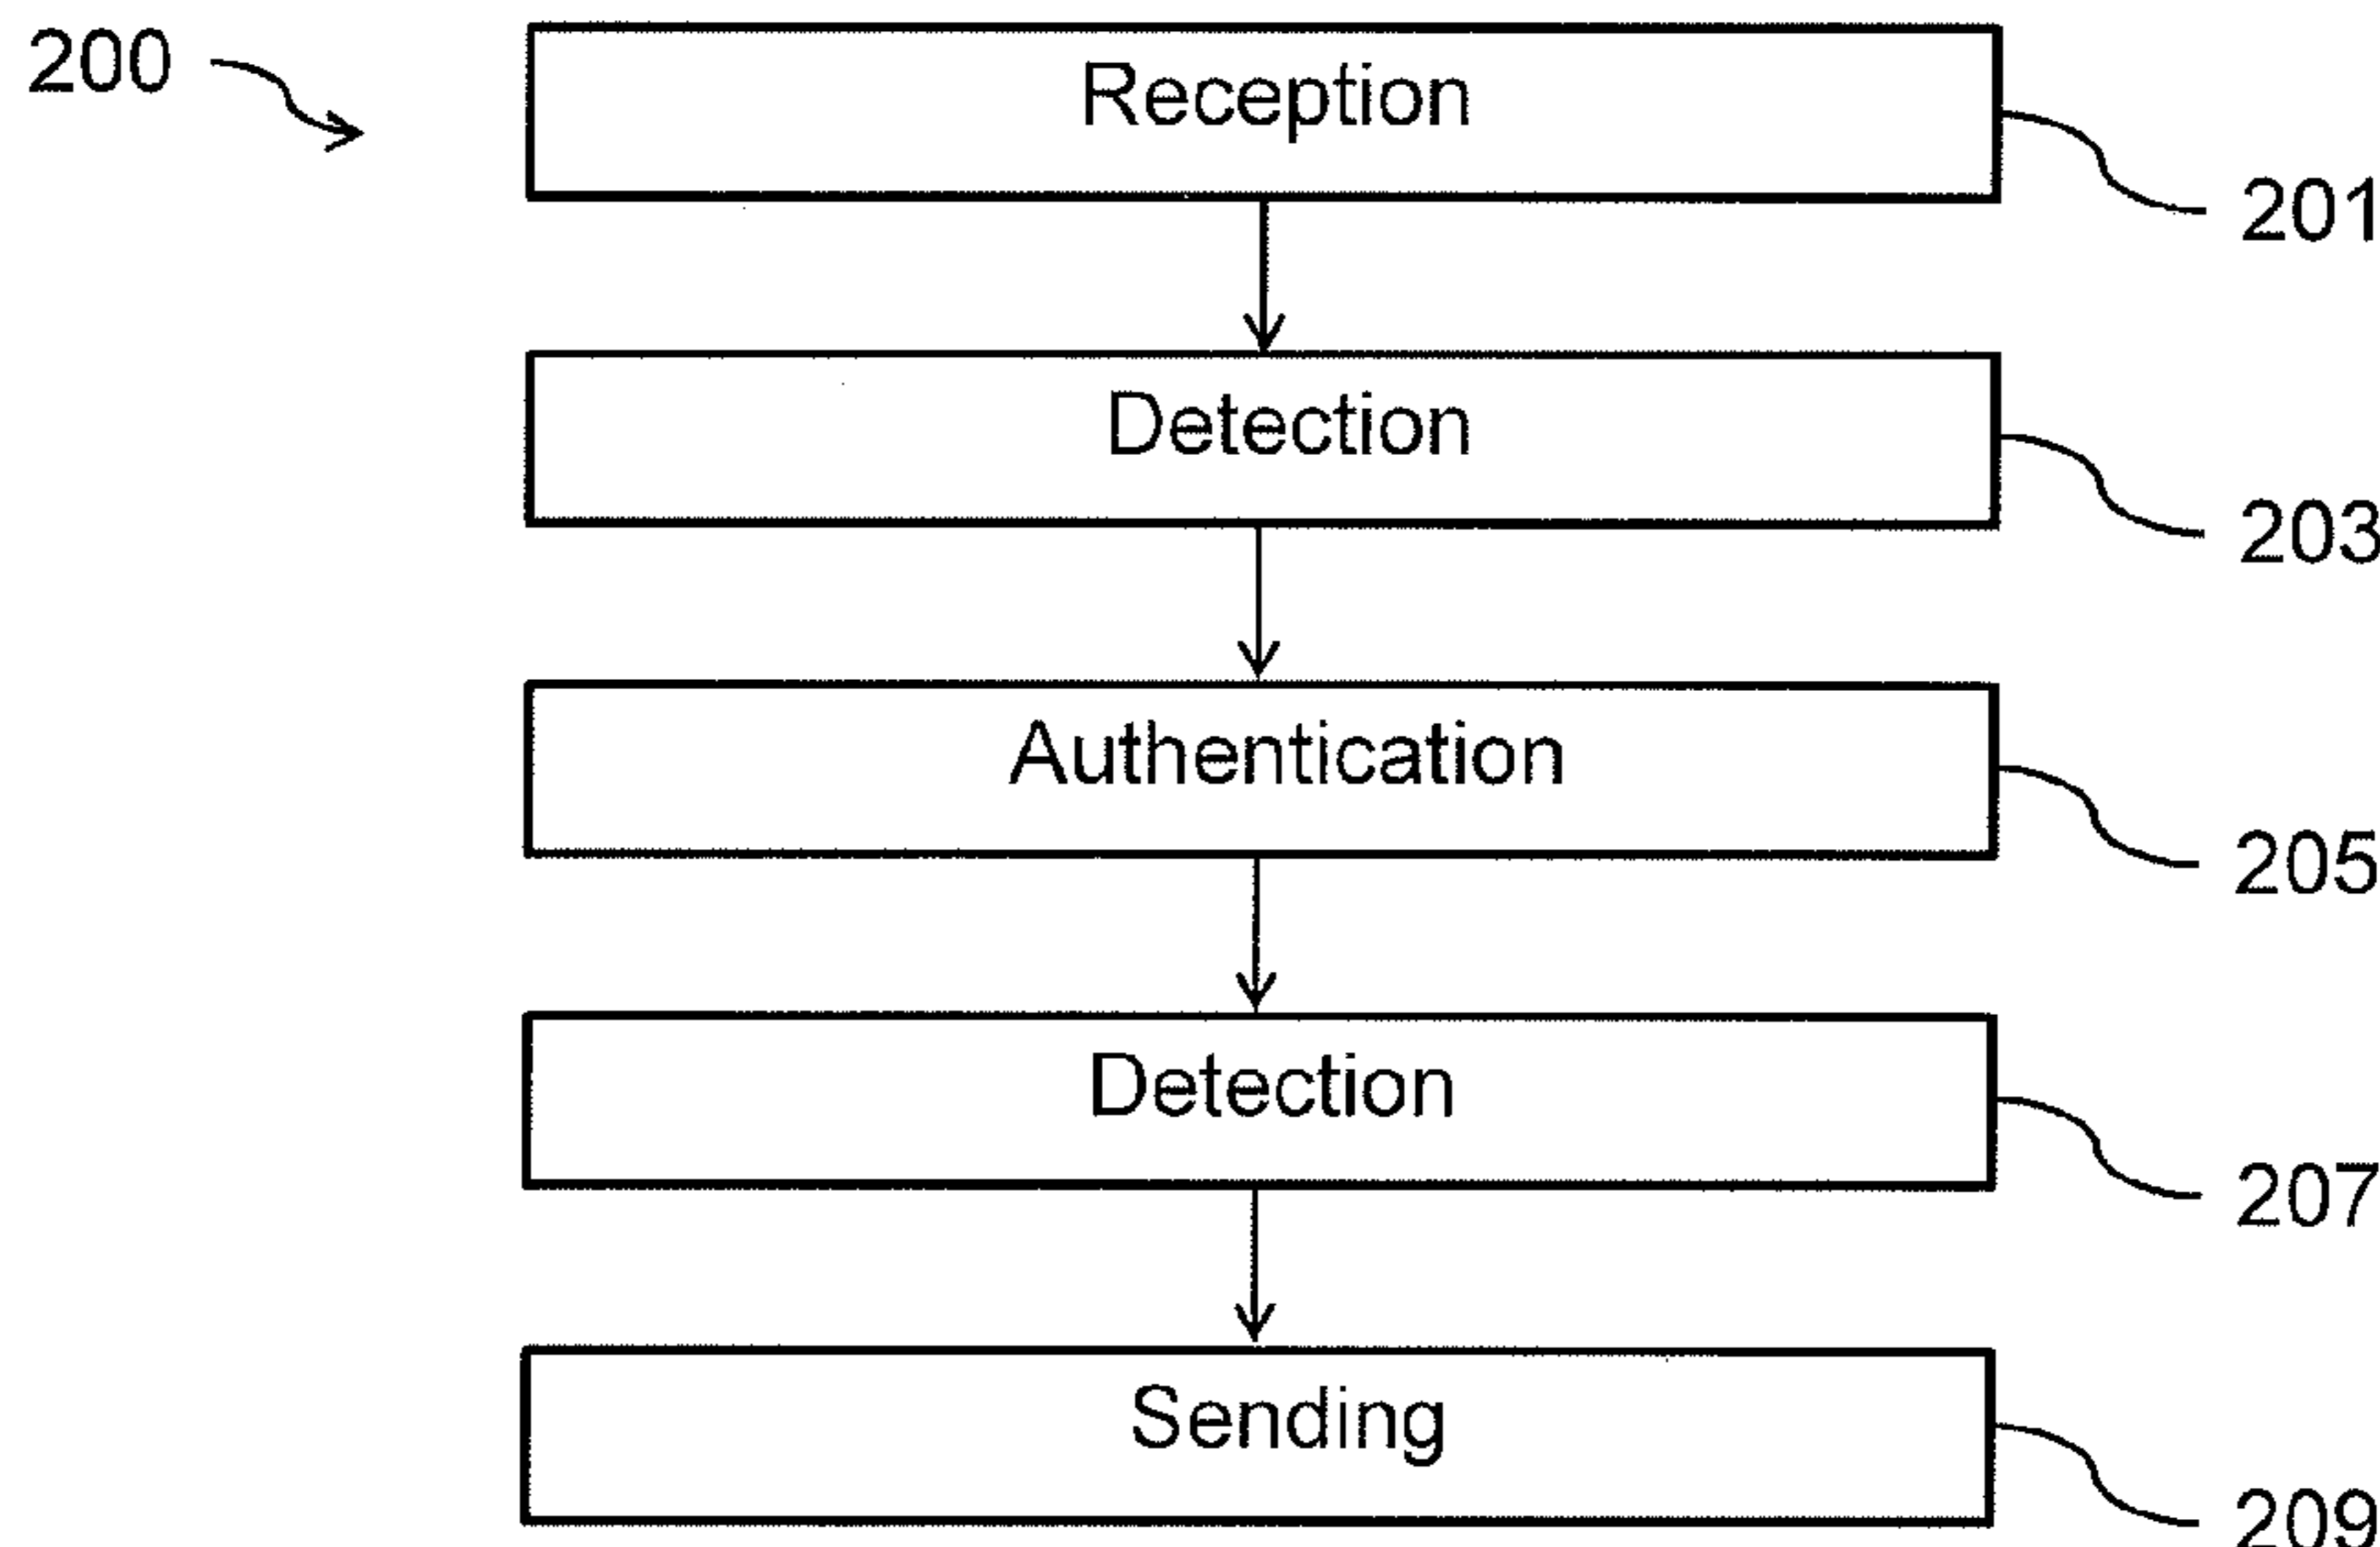 200
Reception
201
Detection
203
Authentication
205
Detection
207
Sending
209